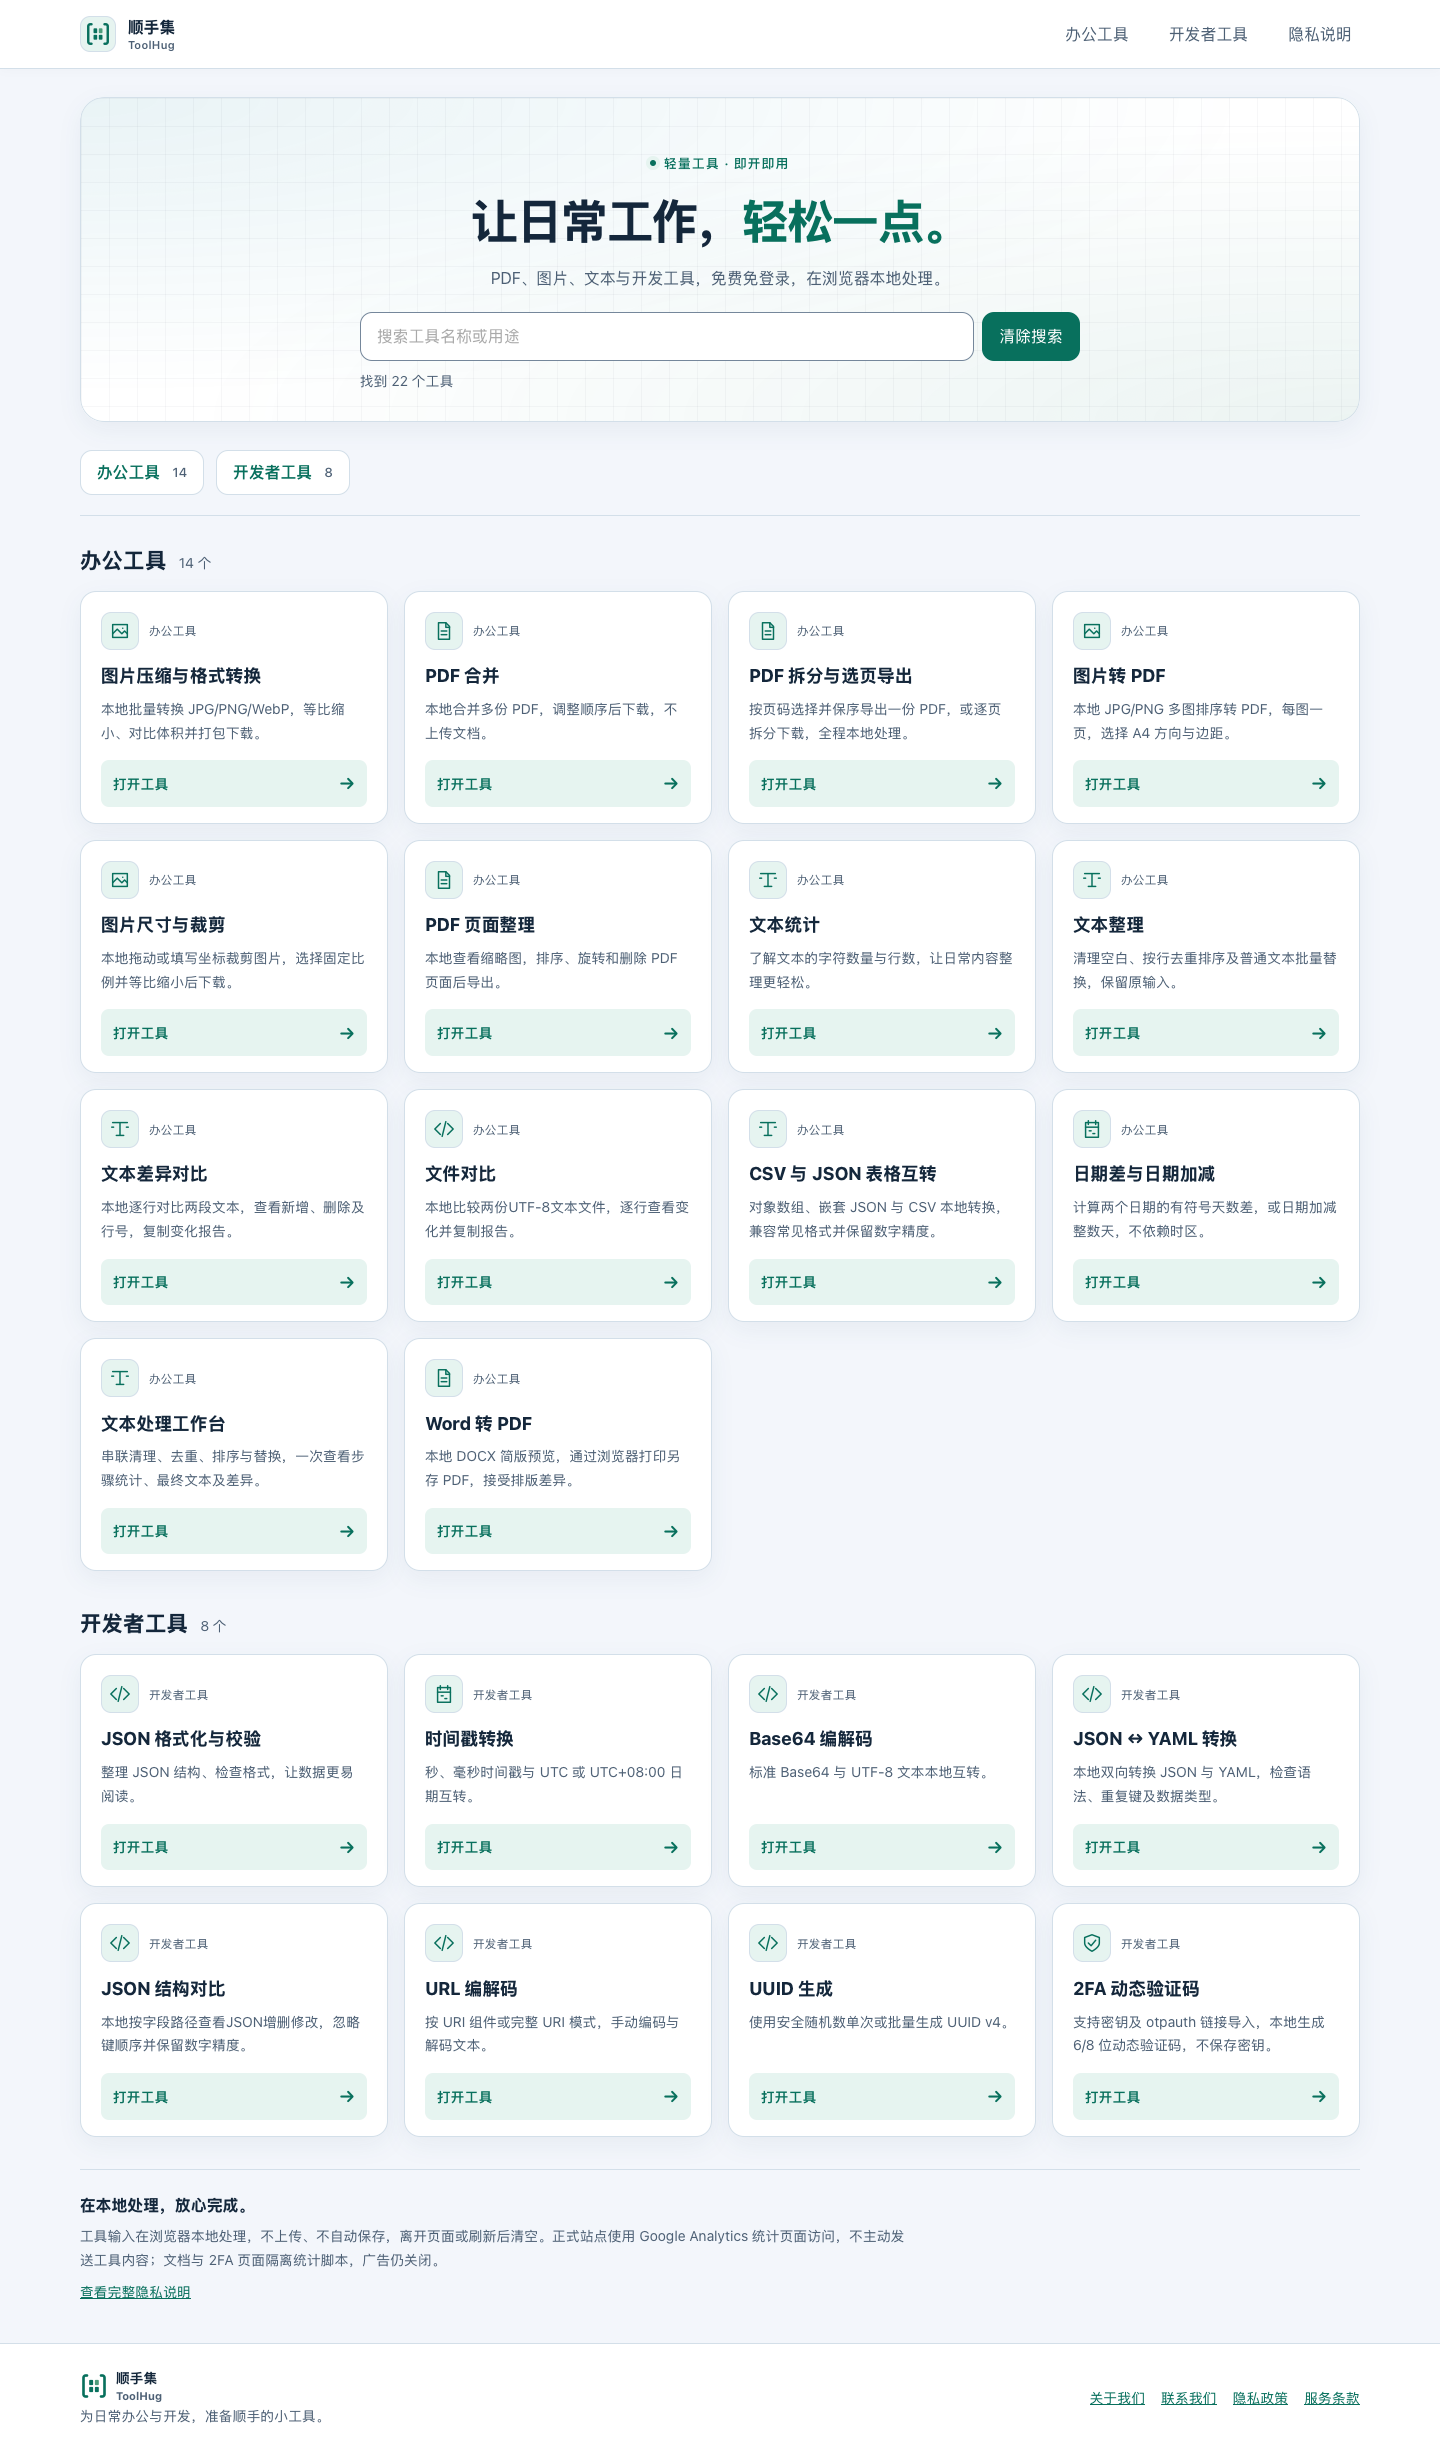 顺手集
ToolHug
办公工具
开发者工具
隐私说明
轻量工具 · 即开即用
让日常工作，轻松一点。
PDF、图片、文本与开发工具，免费免登录，在浏览器本地处理。
搜索工具名称或用途
清除搜索
找到 22 个工具
办公工具 14
开发者工具 8
办公工具 14 个
办公工具
图片压缩与格式转换
本地批量转换 JPG/PNG/WebP，等比缩
小、对比体积并打包下载。
打开工具
办公工具
PDF 合并
本地合并多份 PDF，调整顺序后下载，不
上传文档。
打开工具
办公工具
PDF 拆分与选页导出
按页码选择并保序导出一份 PDF，或逐页
拆分下载，全程本地处理。
打开工具
办公工具
图片转 PDF
本地 JPG/PNG 多图排序转 PDF，每图一
页，选择 A4 方向与边距。
打开工具
办公工具
图片尺寸与裁剪
本地拖动或填写坐标裁剪图片，选择固定比
例并等比缩小后下载。
打开工具
办公工具
PDF 页面整理
本地查看缩略图，排序、旋转和删除 PDF
页面后导出。
打开工具
办公工具
文本统计
了解文本的字符数量与行数，让日常内容整
理更轻松。
打开工具
办公工具
文本整理
清理空白、按行去重排序及普通文本批量替
换，保留原输入。
打开工具
办公工具
文本差异对比
本地逐行对比两段文本，查看新增、删除及
行号，复制变化报告。
打开工具
办公工具
文件对比
本地比较两份UTF-8文本文件，逐行查看变
化并复制报告。
打开工具
办公工具
CSV 与 JSON 表格互转
对象数组、嵌套 JSON 与 CSV 本地转换，
兼容常见格式并保留数字精度。
打开工具
办公工具
日期差与日期加减
计算两个日期的有符号天数差，或日期加减
整数天，不依赖时区。
打开工具
办公工具
文本处理工作台
串联清理、去重、排序与替换，一次查看步
骤统计、最终文本及差异。
打开工具
办公工具
Word 转 PDF
本地 DOCX 简版预览，通过浏览器打印另
存 PDF，接受排版差异。
打开工具
开发者工具 8 个
开发者工具
JSON 格式化与校验
整理 JSON 结构、检查格式，让数据更易
阅读。
打开工具
开发者工具
时间戳转换
秒、毫秒时间戳与 UTC 或 UTC+08:00 日
期互转。
打开工具
开发者工具
Base64 编解码
标准 Base64 与 UTF-8 文本本地互转。
打开工具
开发者工具
JSON ↔ YAML 转换
本地双向转换 JSON 与 YAML，检查语
法、重复键及数据类型。
打开工具
开发者工具
JSON 结构对比
本地按字段路径查看JSON增删修改，忽略
键顺序并保留数字精度。
打开工具
开发者工具
URL 编解码
按 URI 组件或完整 URI 模式，手动编码与
解码文本。
打开工具
开发者工具
UUID 生成
使用安全随机数单次或批量生成 UUID v4。
打开工具
开发者工具
2FA 动态验证码
支持密钥及 otpauth 链接导入，本地生成
6/8 位动态验证码，不保存密钥。
打开工具
在本地处理，放心完成。
工具输入在浏览器本地处理，不上传、不自动保存，离开页面或刷新后清空。正式站点使用 Google Analytics 统计页面访问，不主动发
送工具内容；文档与 2FA 页面隔离统计脚本，广告仍关闭。
查看完整隐私说明
顺手集
ToolHug
为日常办公与开发，准备顺手的小工具。
关于我们
联系我们
隐私政策
服务条款